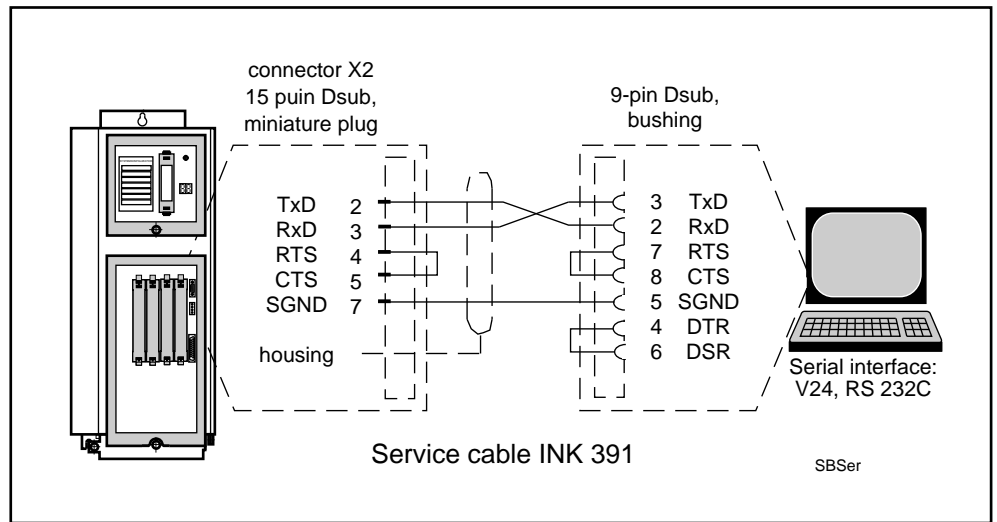 connector X2
15 puin Dsub,
miniature plug
9-pin Dsub,
bushing
TxD 2
RxD 3
RTS 4
CTS 5
SGND 7
housing
3 TxD
2 RxD
7 RTS
8 CTS
5 SGND
4 DTR
6 DSR
Serial interface:
V24, RS 232C
Service cable INK 391
SBSer